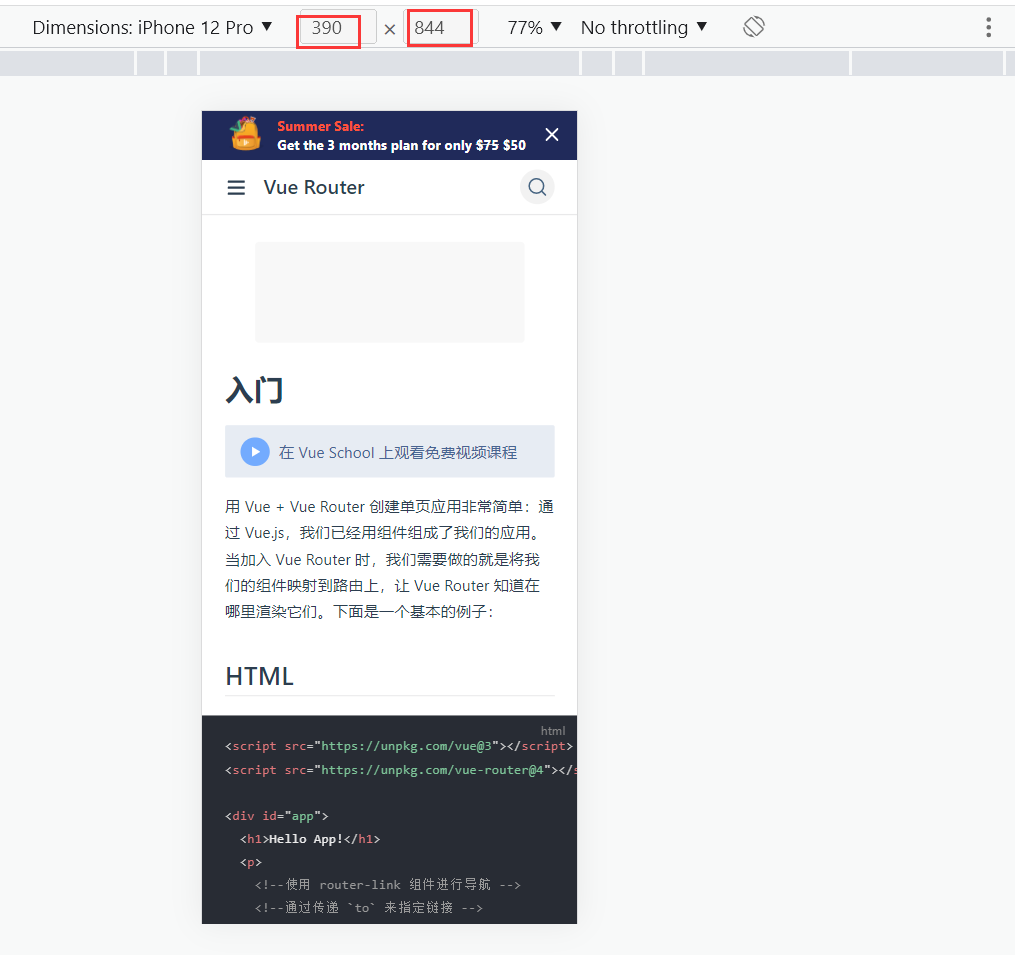 Dimensions: iPhone 12 Pro ▼ 390 × 844 77% ▼ No throttling ▼
Summer Sale:
Get the 3 months plan for only $75 $50
Vue Router
入门
在 Vue School 上观看免费视频课程
用 Vue + Vue Router 创建单页应用非常简单：通
过 Vue.js，我们已经用组件组成了我们的应用。
当加入 Vue Router 时，我们需要做的就是将我
们的组件映射到路由上，让 Vue Router 知道在
哪里渲染它们。下面是一个基本的例子：
HTML
html
<script src="https://unpkg.com/vue@3"></script>
<script src="https://unpkg.com/vue-router@4"></s
<div id="app">
<h1>Hello App!</h1>
<p>
<!--使用 router-link 组件进行导航 -->
<!--通过传递 `to` 来指定链接 -->